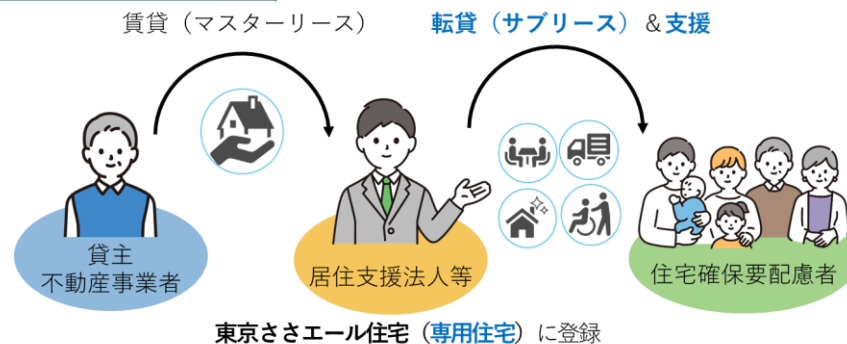 賃貸（マスターリース）
転貸（サブリース）&支援
貸主
不動産事業者
居住支援法人等
住宅確保要配慮者
東京ささエール住宅（専用住宅）に登録